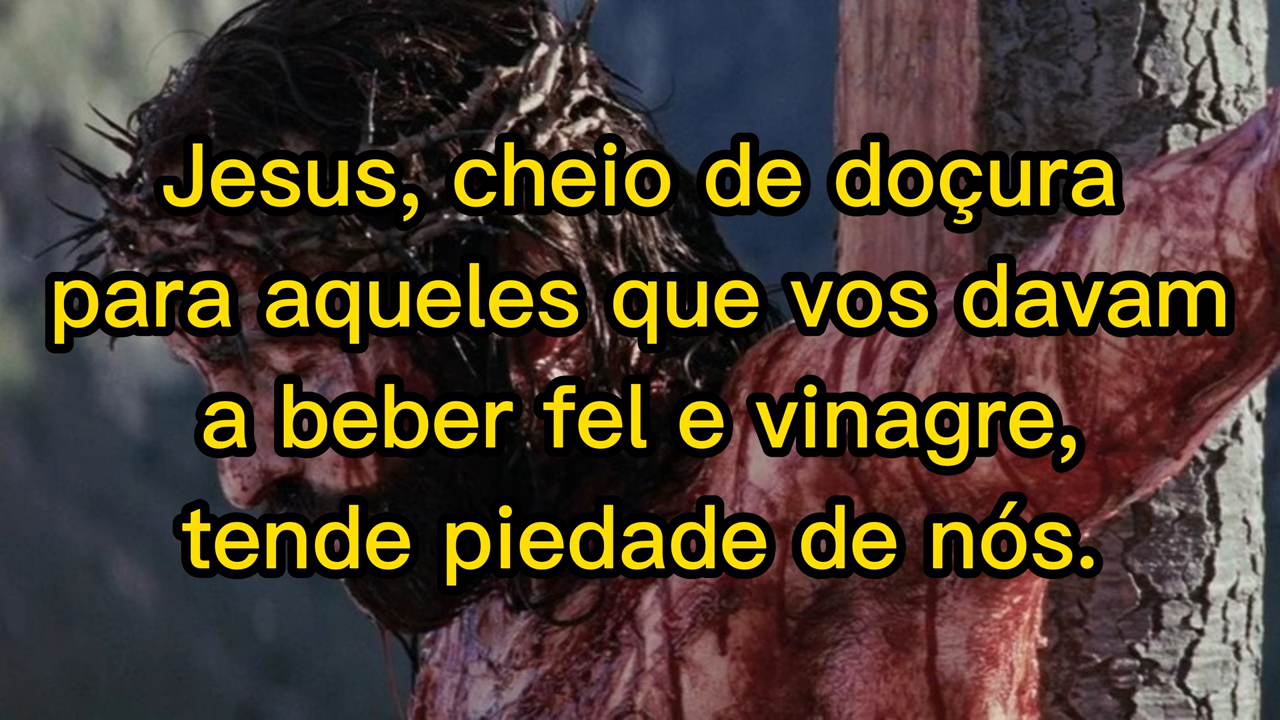 Jesus, cheio de doçura
para aqueles que vos davam
a beber fel e vinagre,
tende piedade de nós.